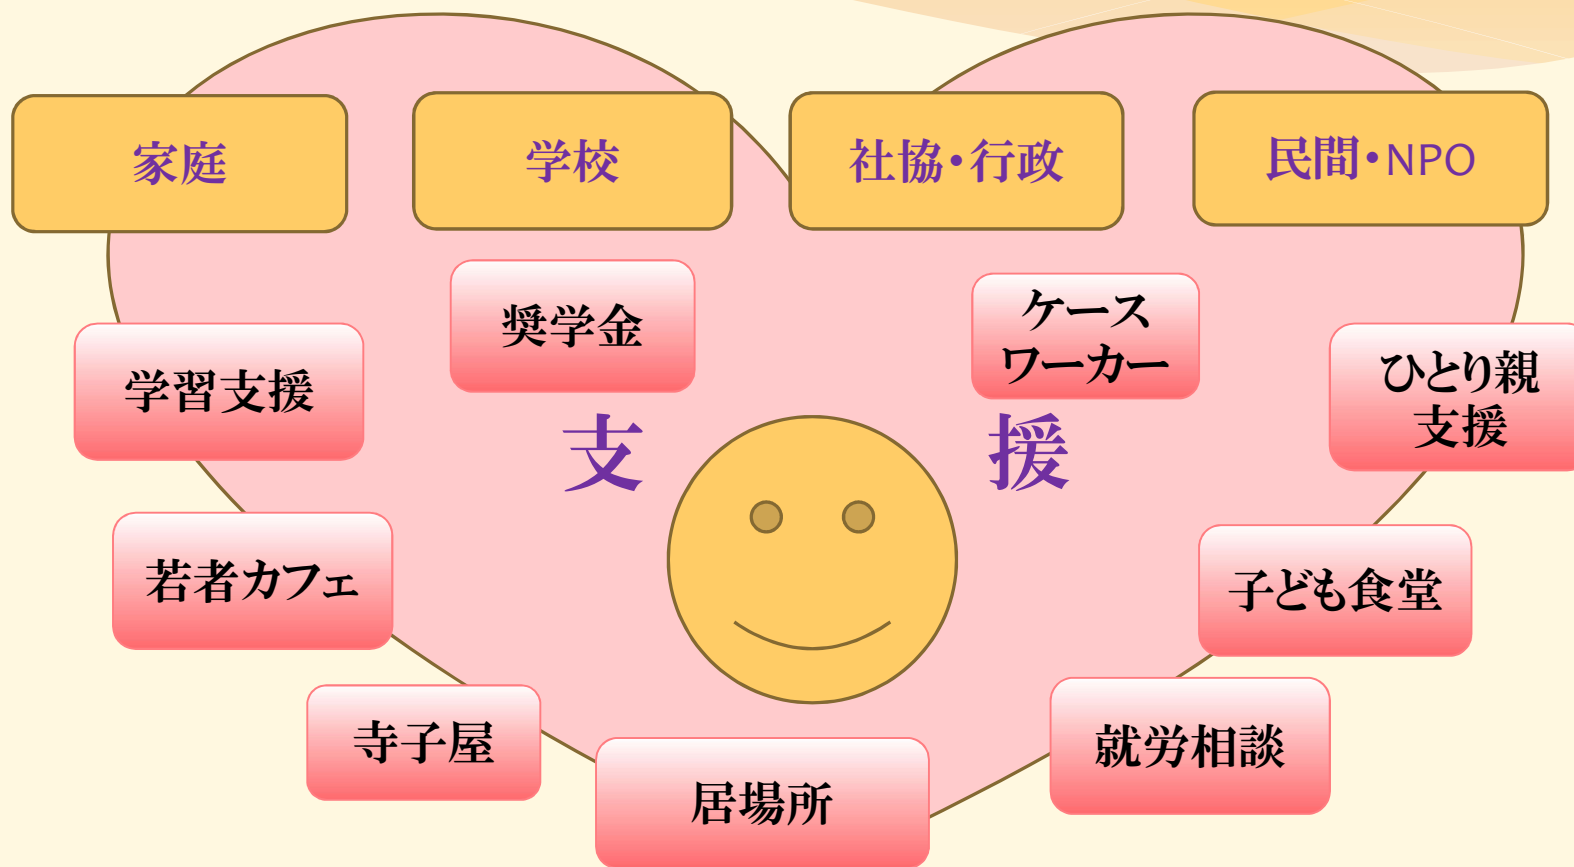 家庭
学校
社協・行政
民間・NPO
奨学金
ケース
ワーカー
学習支援
ひとり親
支援
支
援
若者カフェ
子ども食堂
寺子屋
就労相談
居場所